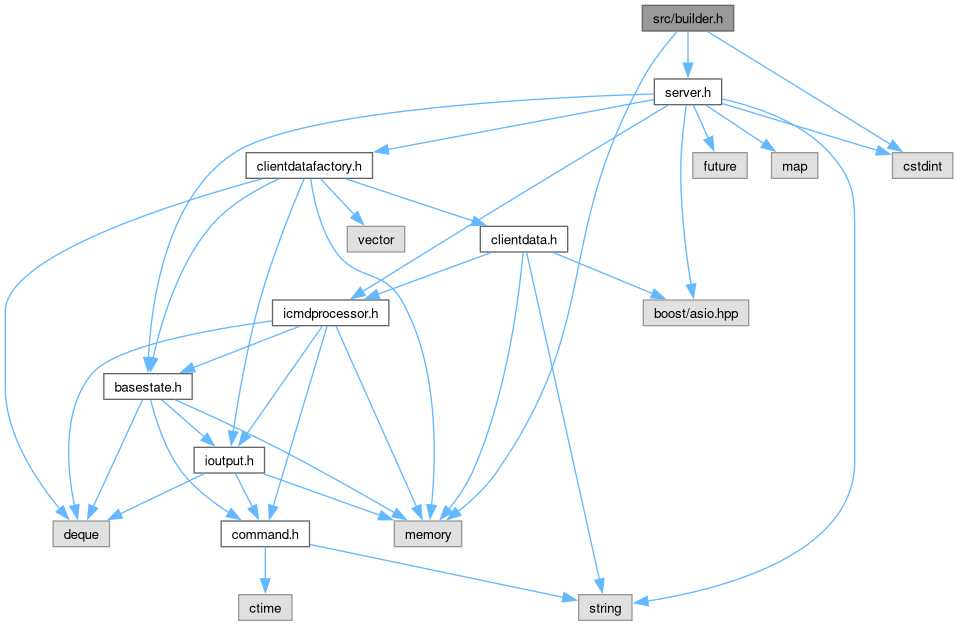 src/builder.h
server.h
clientdatafactory.h
future
map
cstdint
vector
clientdata.h
icmdprocessor.h
boost/asio.hpp
basestate.h
ioutput.h
deque
command.h
memory
ctime
string